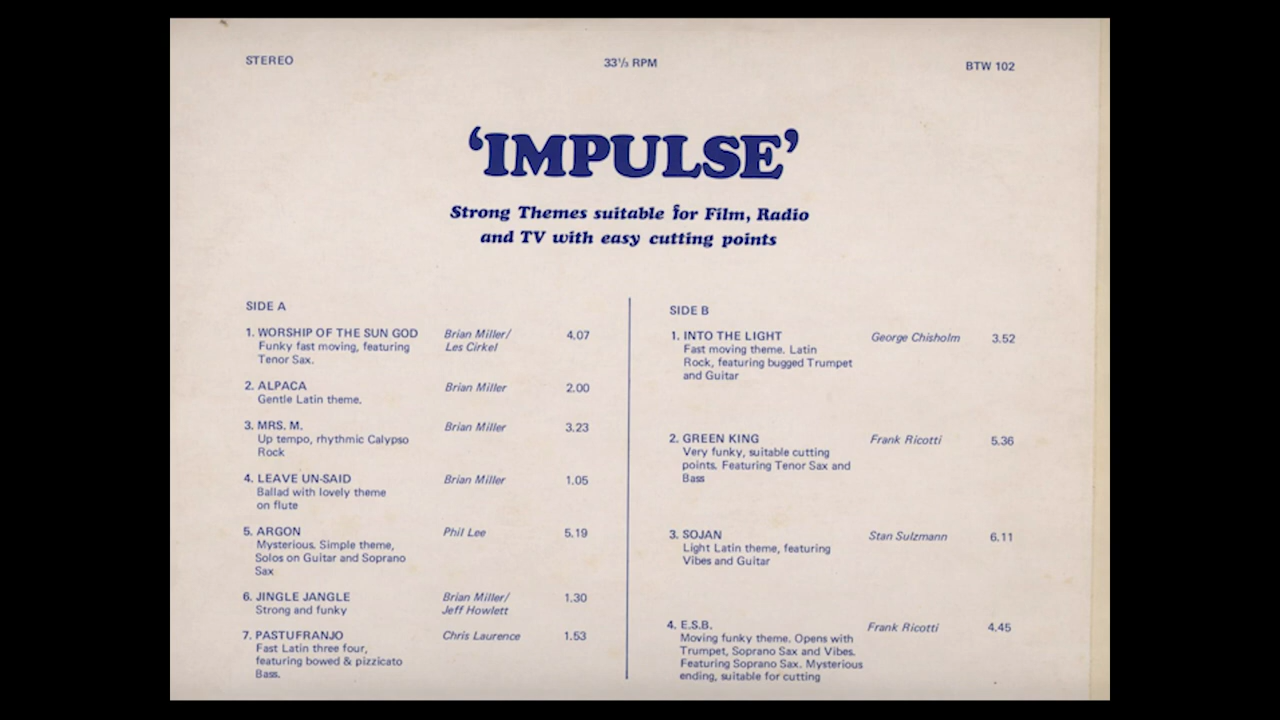 STEREO 33⅓ RPM BTW 102
‘IMPULSE’
Strong Themes suitable for Film, Radio
and TV with easy cutting points
SIDE A
1. WORSHIP OF THE SUN GOD Brian Miller/ 4.07
Funky fast moving, featuring Les Cirkel
Tenor Sax.
2. ALPACA Brian Miller 2.00
Gentle Latin theme.
3. MRS. M. Brian Miller 3.23
Up tempo, rhythmic Calypso
Rock
4. LEAVE UN-SAID Brian Miller 1.05
Ballad with lovely theme
on flute
5. ARGON Phil Lee 5.19
Mysterious. Simple theme,
Solos on Guitar and Soprano
Sax
6. JINGLE JANGLE Brian Miller/ 1.30
Strong and funky Jeff Howlett
7. PASTUFRANJO Chris Laurence 1.53
Fast Latin three four,
featuring bowed & pizzicato
Bass.
SIDE B
1. INTO THE LIGHT George Chisholm 3.52
Fast moving theme. Latin
Rock, featuring bugged Trumpet
and Guitar
2. GREEN KING Frank Ricotti 5.36
Very funky, suitable cutting
points. Featuring Tenor Sax and
Bass
3. SOJAN Stan Sulzmann 6.11
Light Latin theme, featuring
Vibes and Guitar
4. E.S.B. Frank Ricotti 4.45
Moving funky theme. Opens with
Trumpet, Soprano Sax and Vibes.
Featuring Soprano Sax. Mysterious
ending, suitable for cutting